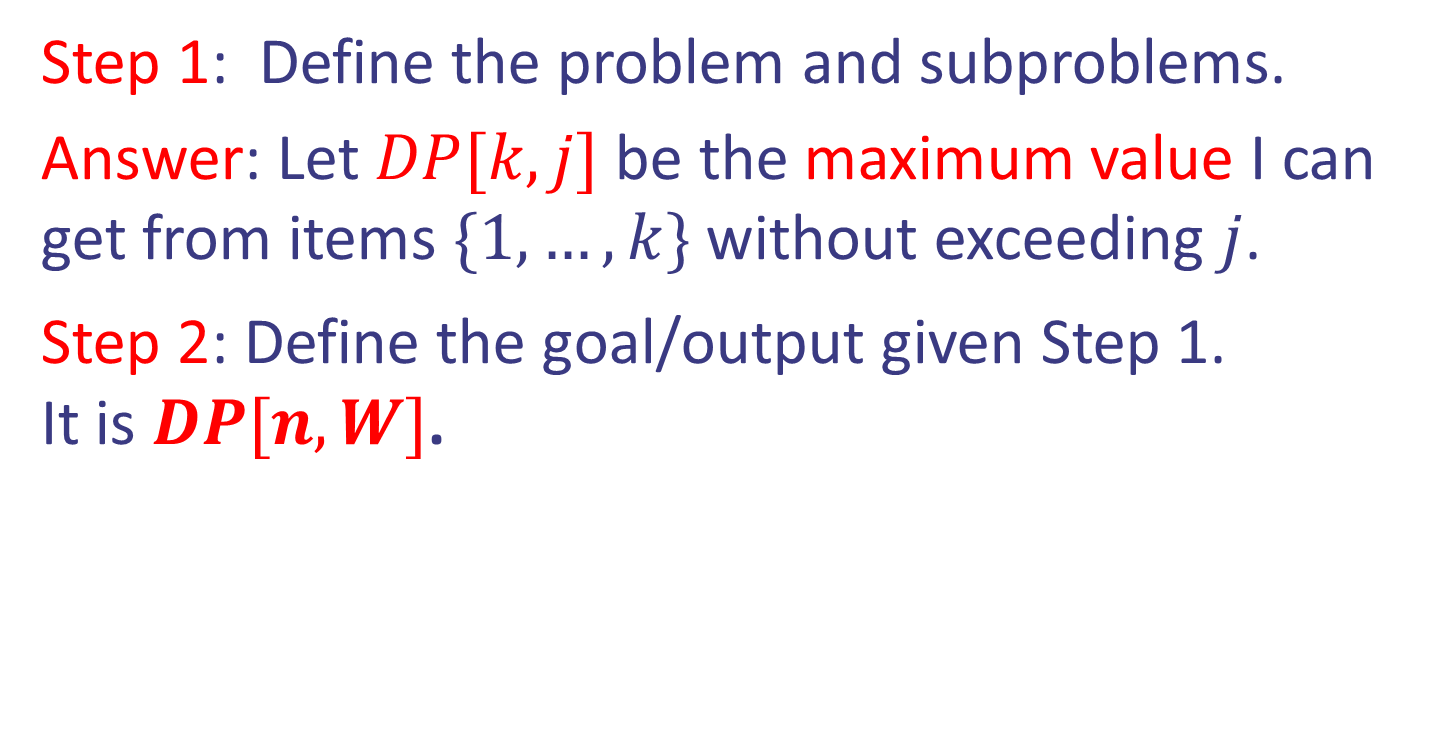 Step 1: Define the problem and subproblems.
Answer: Let DP[k, j] be the maximum value I can
get from items {1, … , k} without exceeding j.
Step 2: Define the goal/output given Step 1.
It is DP[n, W].